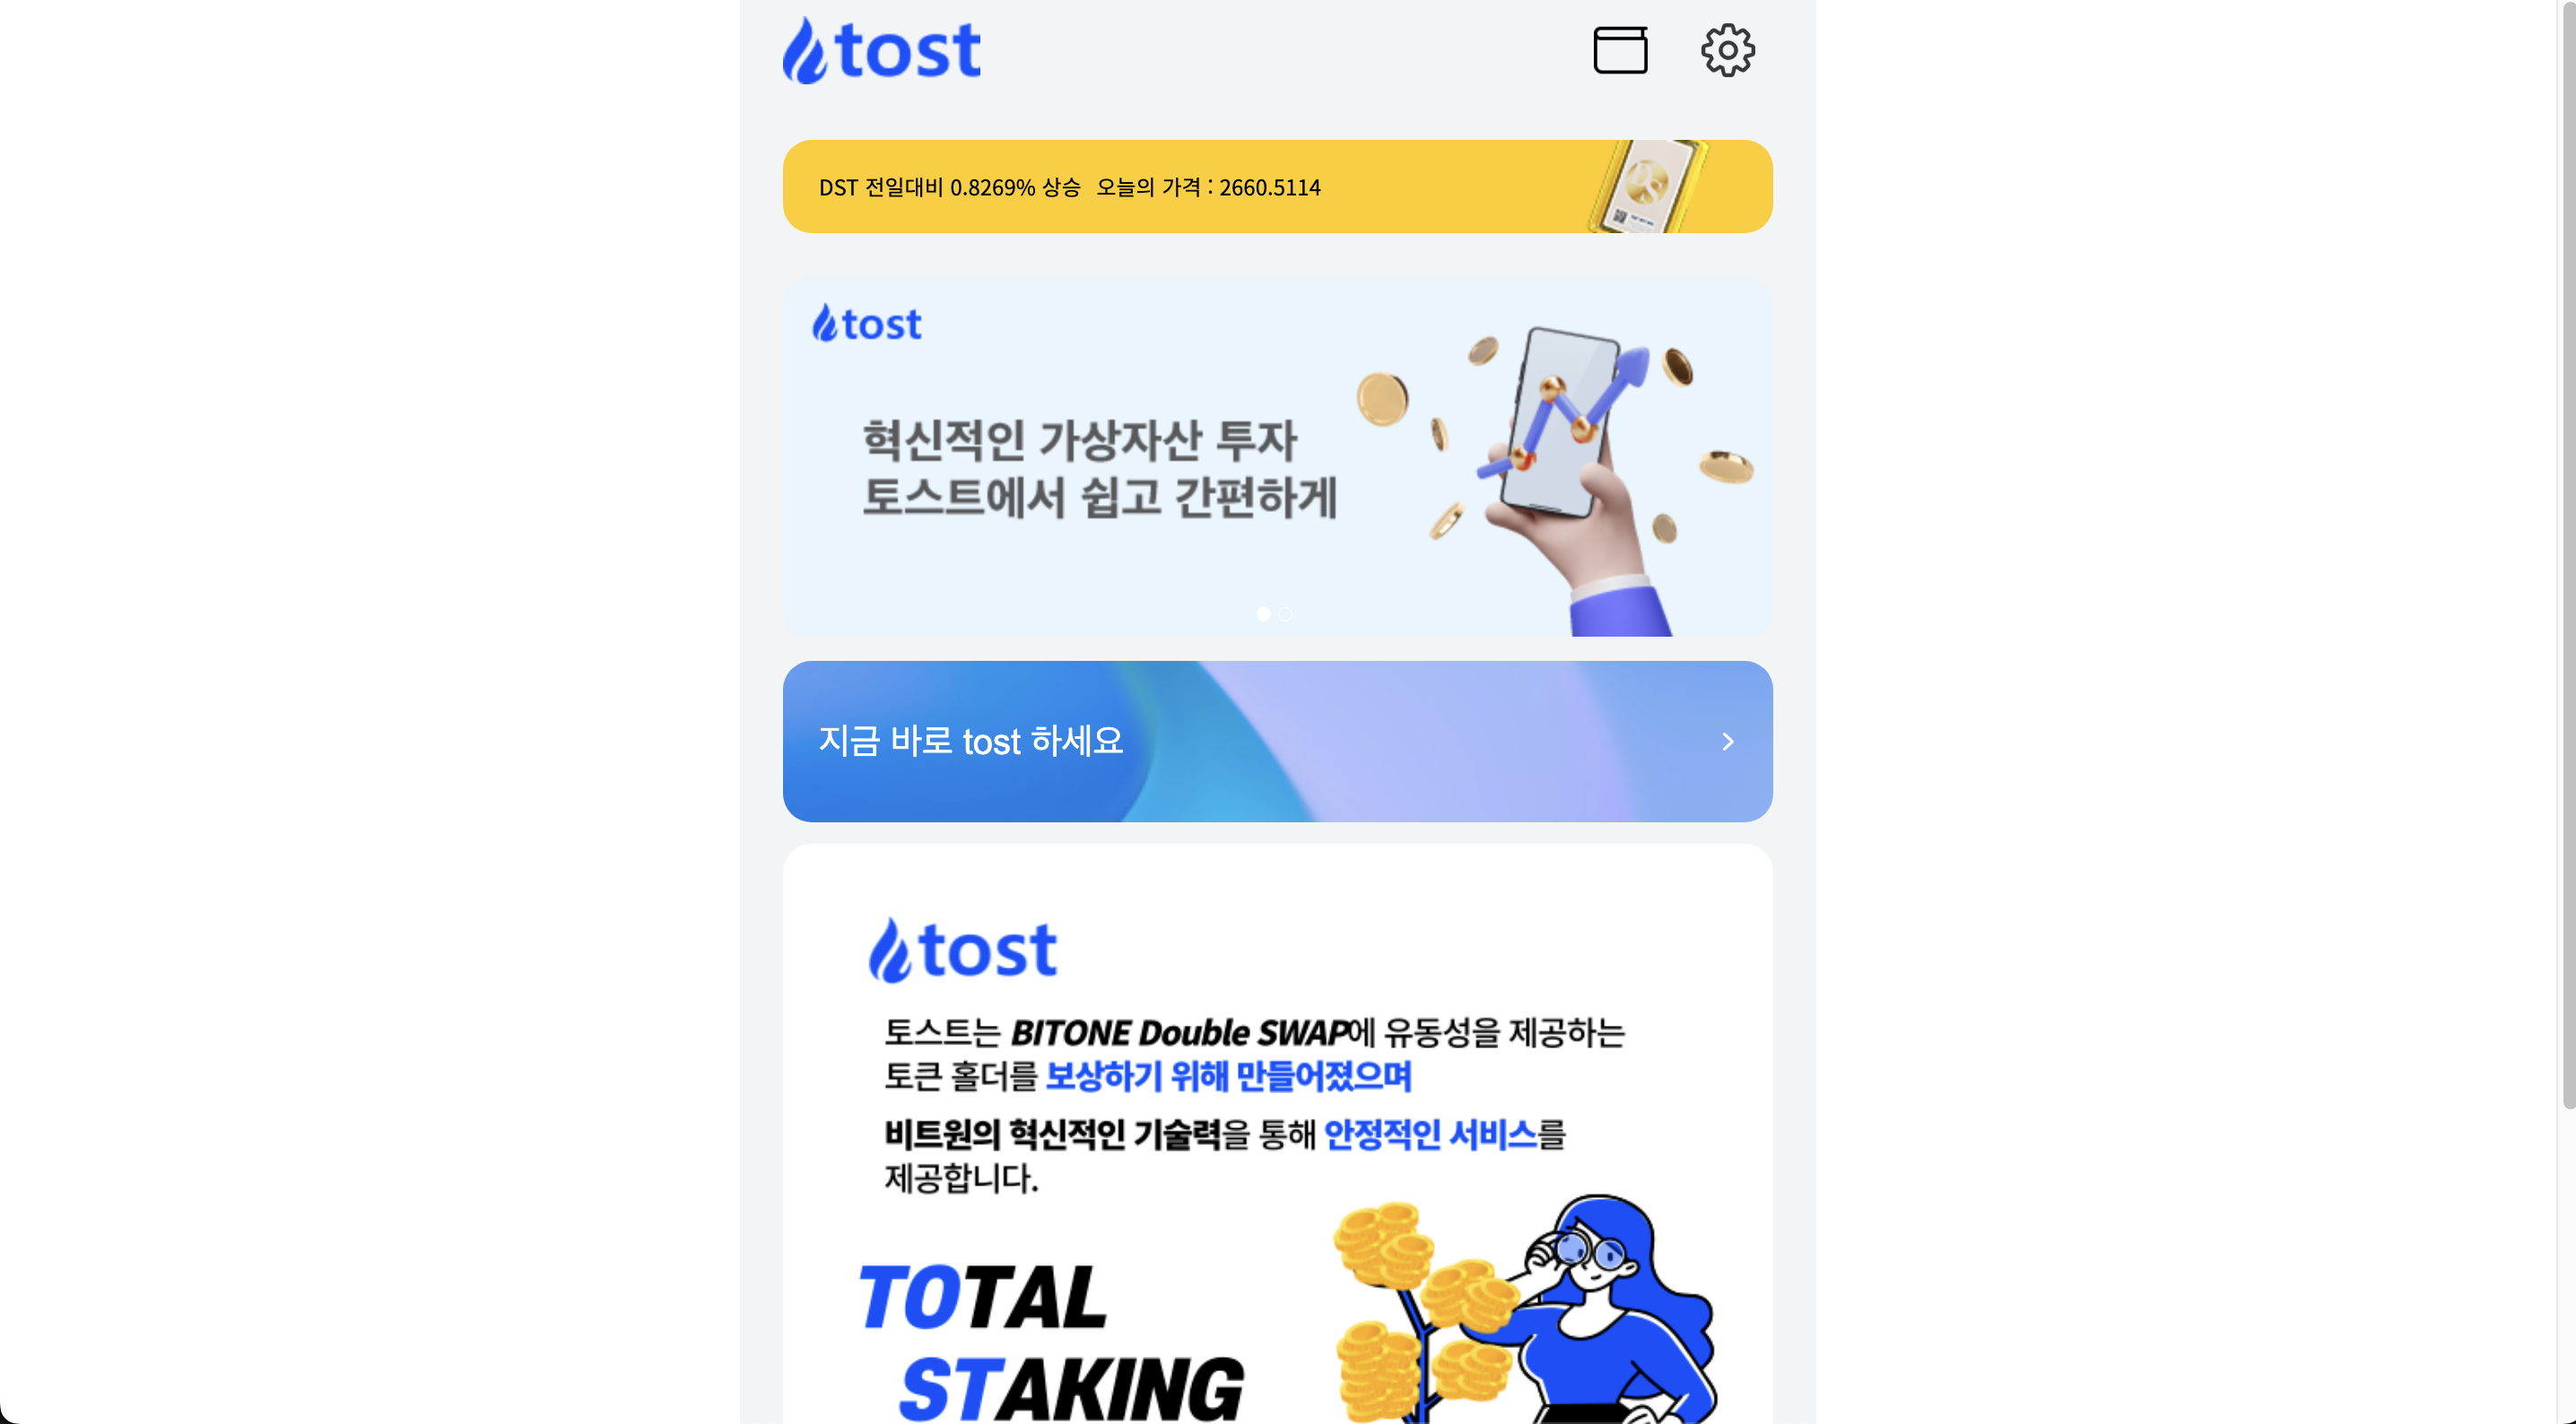 tost
DST 전일대비 0.8269% 상승 오늘의 가격 : 2660.5114
tost
혁신적인 가상자산 투자
토스트에서 쉽고 간편하게
지금 바로 tost 하세요
tost
토스트는 BITONE Double SWAP에 유동성을 제공하는
토큰 홀더를 보상하기 위해 만들어졌으며
비트원의 혁신적인 기술력을 통해 안정적인 서비스를
제공합니다.
TOTAL
STAKING